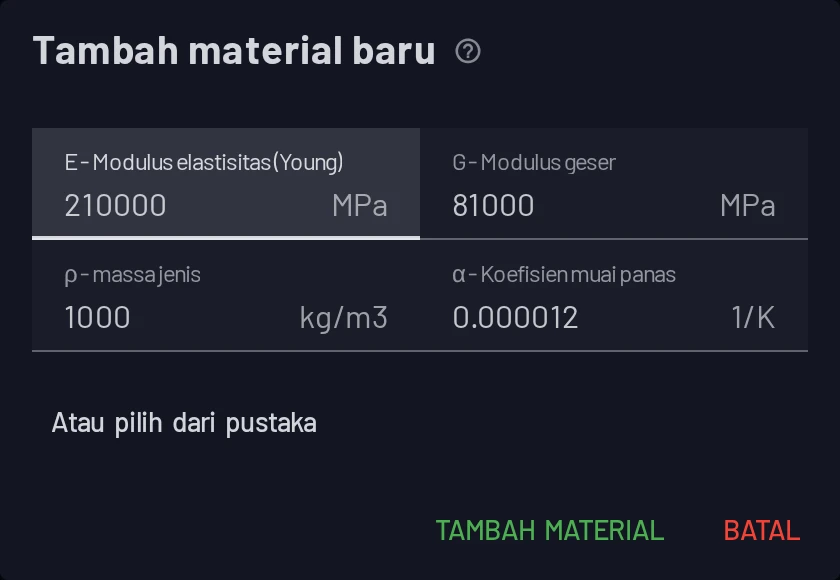 Tambah material baru ?
E - Modulus elastisitas (Young)
210000 MPa
G - Modulus geser
81000 MPa
ρ - massa jenis
1000 kg/m3
α - Koefisien muai panas
0.000012 1/K
Atau pilih dari pustaka
TAMBAH MATERIAL
BATAL